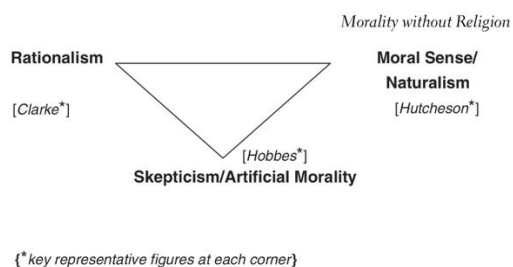 Morality without Religion
Rationalism
Moral Sense/
Naturalism
[Clarke*]
[Hutcheson*]
[Hobbes*]
Skepticism/Artificial Morality
{*key representative figures at each corner}